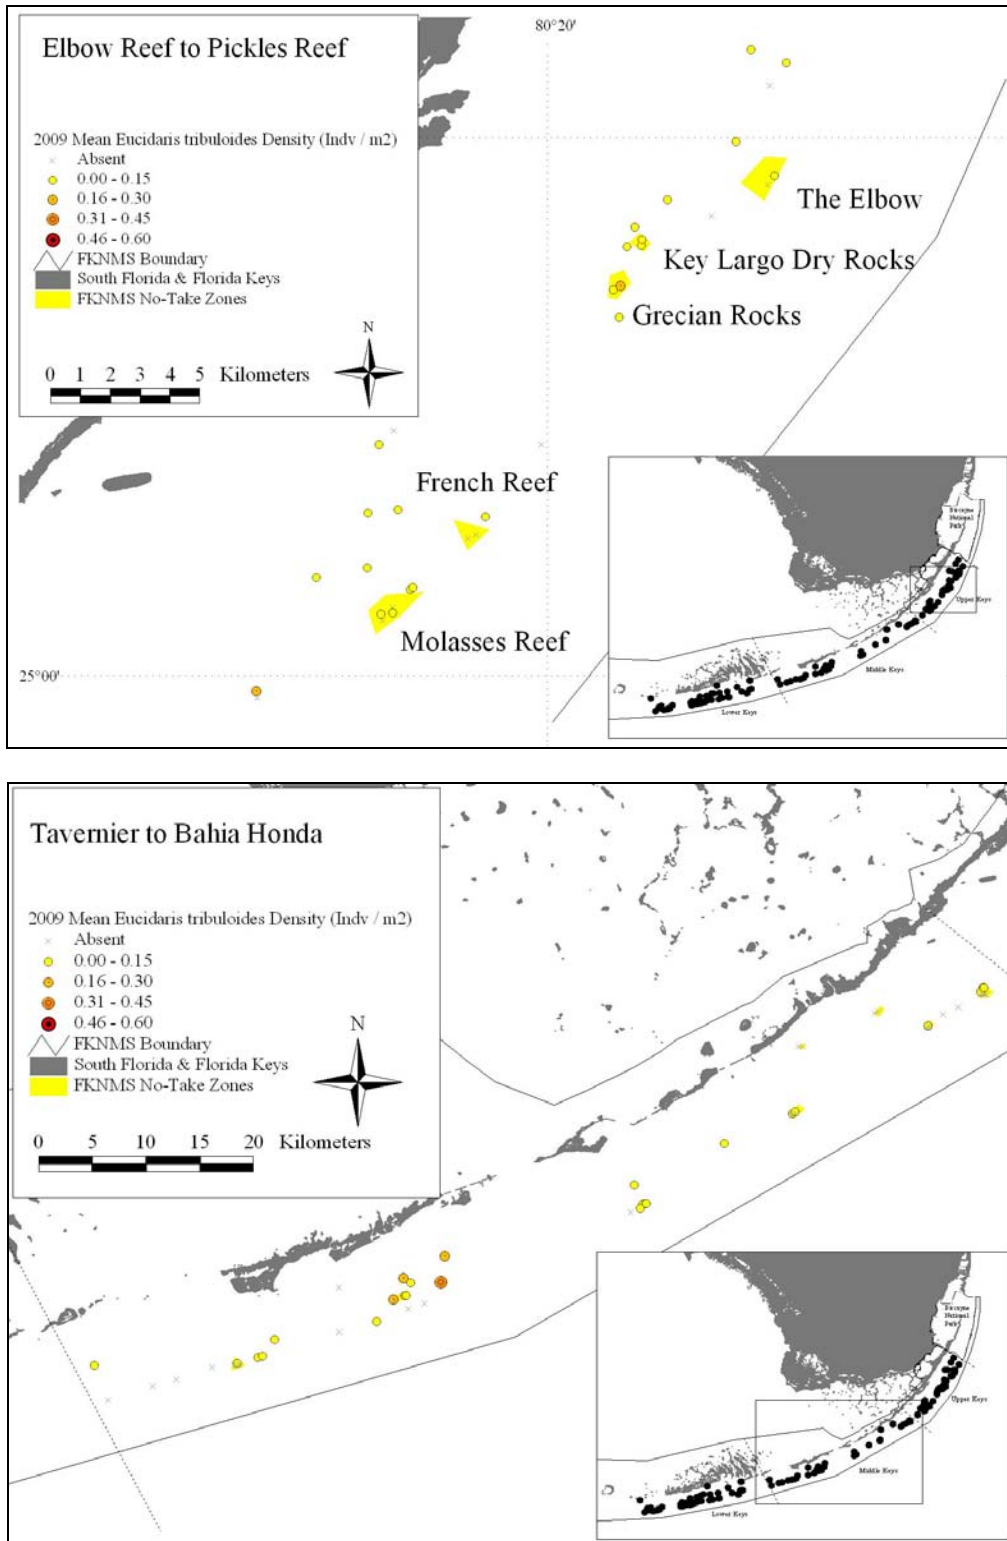 Elbow Reef to Pickles Reef
2009 Mean Eucidaris tribuloides Density (Indv / m2)
Absent
0.00 - 0.15
0.16 - 0.30
0.31 - 0.45
0.46 - 0.60
FKNMS Boundary
South Florida & Florida Keys
FKNMS No-Take Zones
N
0 1 2 3 4 5 Kilometers
80°20'
The Elbow
Key Largo Dry Rocks
Grecian Rocks
French Reef
Molasses Reef
25°00'
Biscayne
National
Park
Upper Keys
Middle Keys
Lower Keys
Tavernier to Bahia Honda
2009 Mean Eucidaris tribuloides Density (Indv / m2)
Absent
0.00 - 0.15
0.16 - 0.30
0.31 - 0.45
0.46 - 0.60
FKNMS Boundary
South Florida & Florida Keys
FKNMS No-Take Zones
N
0 5 10 15 20 Kilometers
Biscayne
National
Park
Upper Keys
Middle Keys
Lower Keys